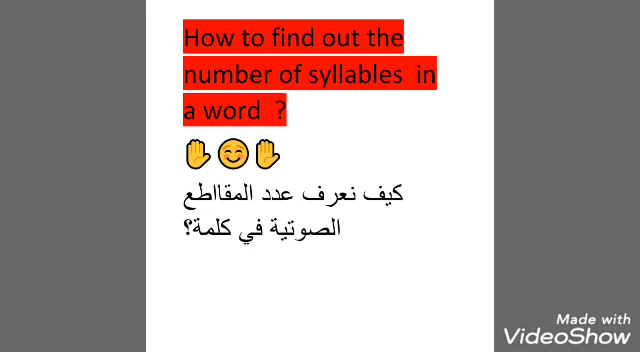 How to find out the
number of syllables in
a word ?
✋😊✋
كيف نعرف عدد المقااطع
الصوتية في كلمة؟
Made with
VideoShow